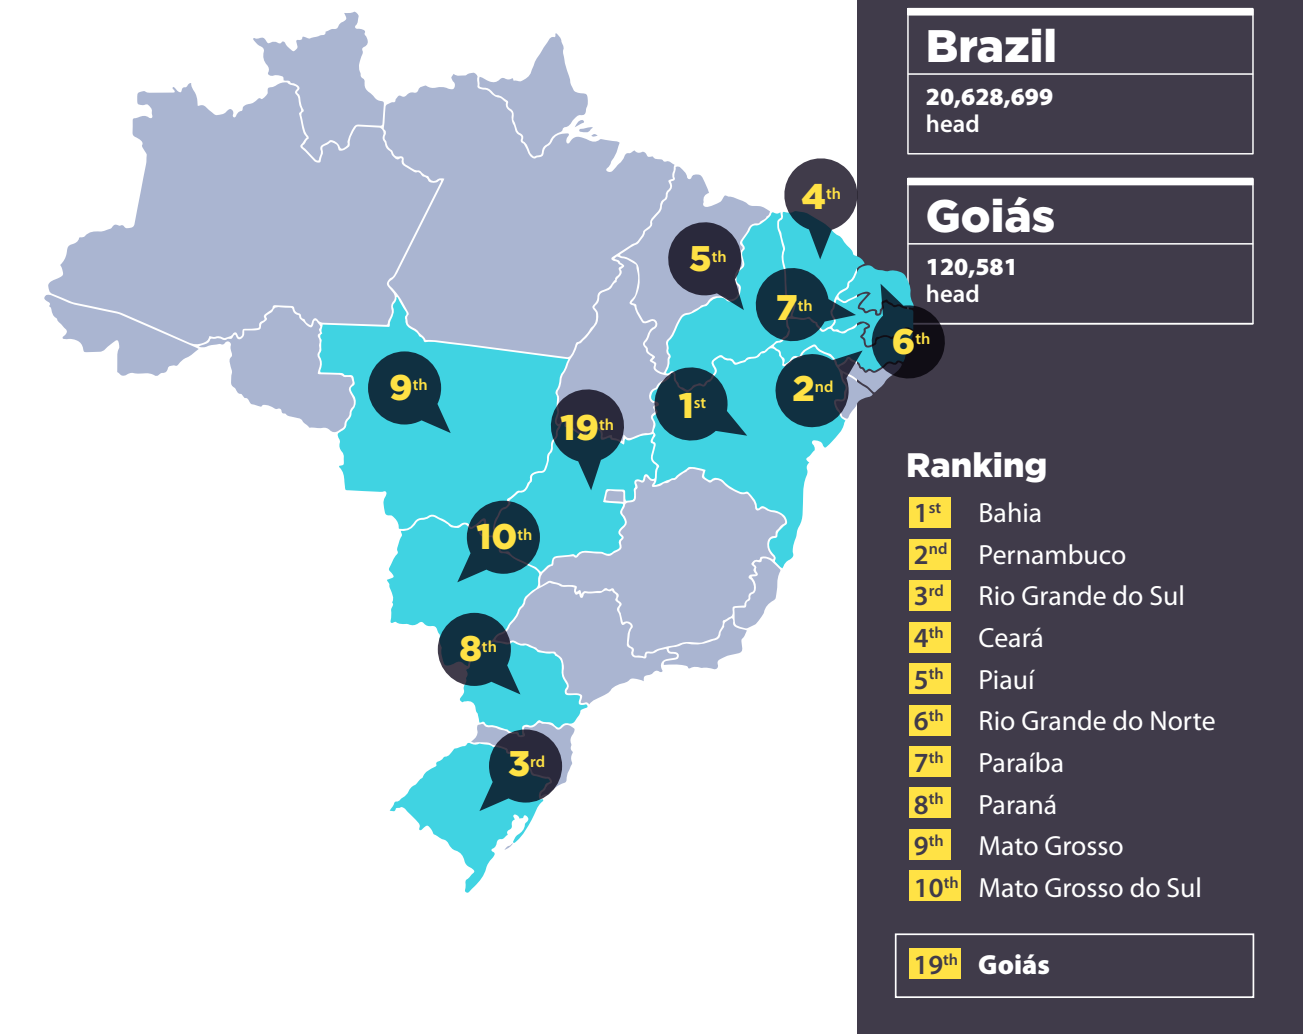 Brazil
20,628,699
head
Goiás
120,581
head
4th
5th
7th
6th
9th
2nd
1st
19th
10th
8th
3rd
Ranking
1st Bahia
2nd Pernambuco
3rd Rio Grande do Sul
4th Ceará
5th Piauí
6th Rio Grande do Norte
7th Paraíba
8th Paraná
9th Mato Grosso
10th Mato Grosso do Sul
19th Goiás